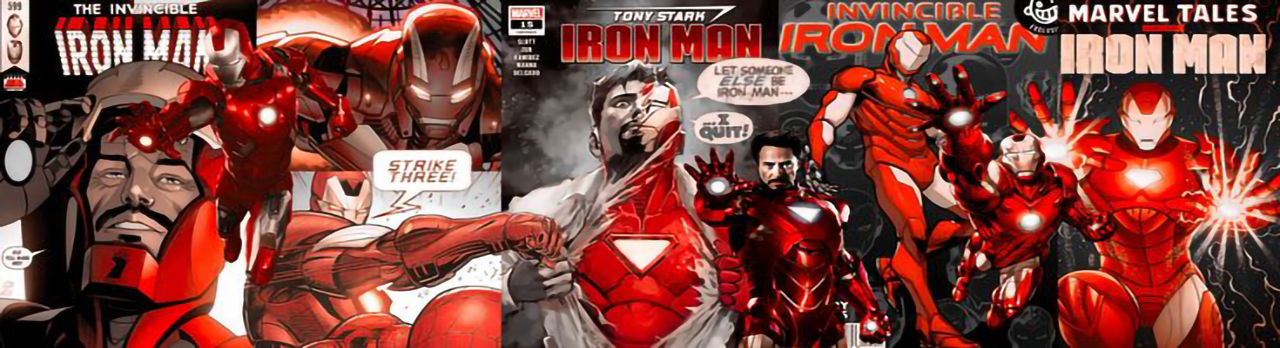 599
THE INVINCIBLE
IRON MAN
STRIKE
THREE!
MARVEL
15
TONY STARK
IRON MAN
SLOTT
LET SOMEONE
ELSE BE
IRON MAN...
...I
QUIT!
INVINCIBLE
IRON MAN
MARVEL TALES
IRON MAN